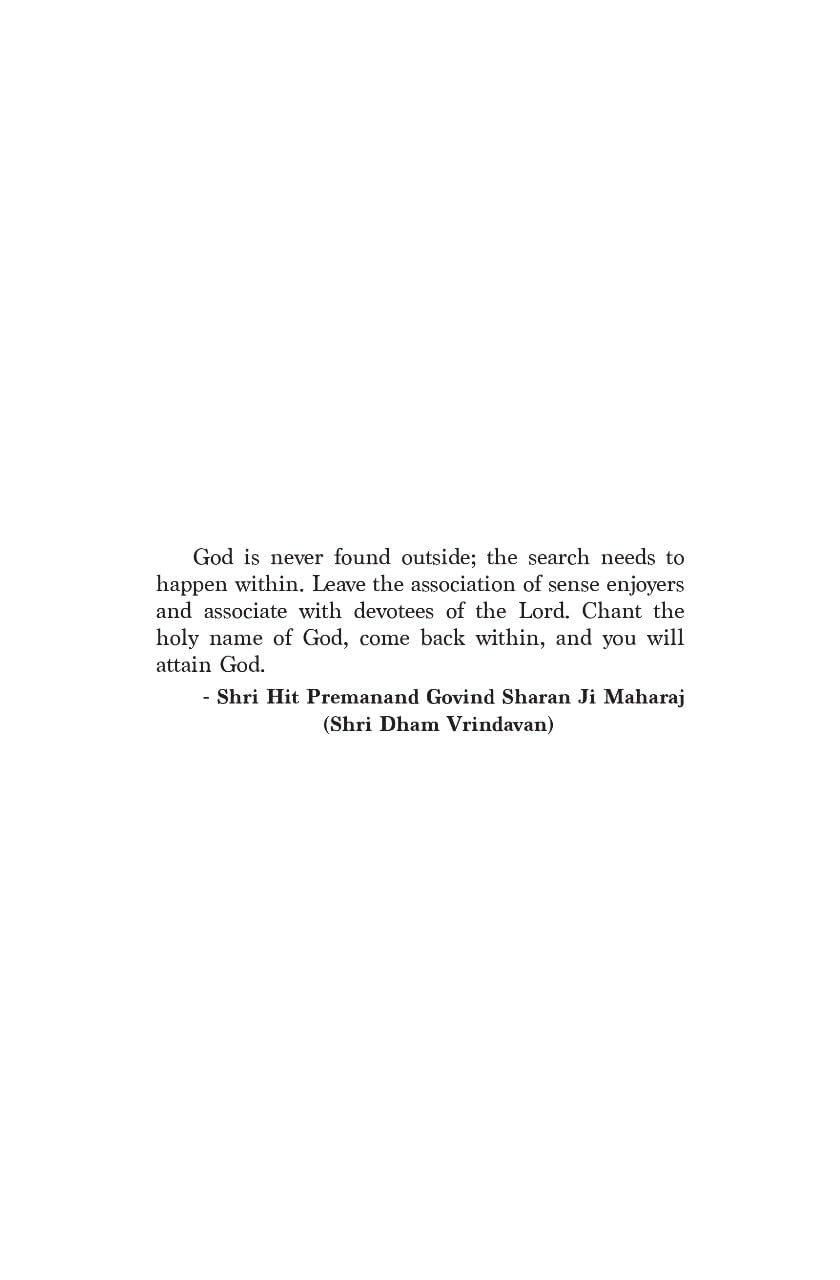 God is never found outside; the search needs to
happen within. Leave the association of sense enjoyers
and associate with devotees of the Lord. Chant the
holy name of God, come back within, and you will
attain God.
- Shri Hit Premanand Govind Sharan Ji Maharaj
(Shri Dham Vrindavan)